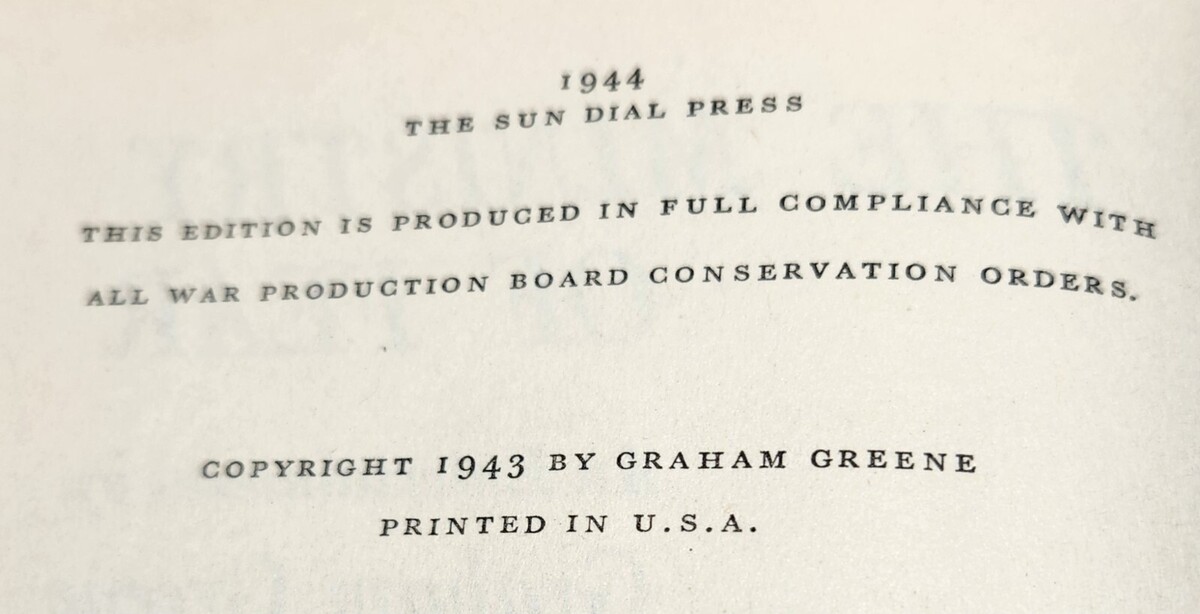 1944
THE SUN DIAL PRESS
THIS EDITION IS PRODUCED IN FULL COMPLIANCE WITH
ALL WAR PRODUCTION BOARD CONSERVATION ORDERS.
COPYRIGHT 1943 BY GRAHAM GREENE
PRINTED IN U.S.A.